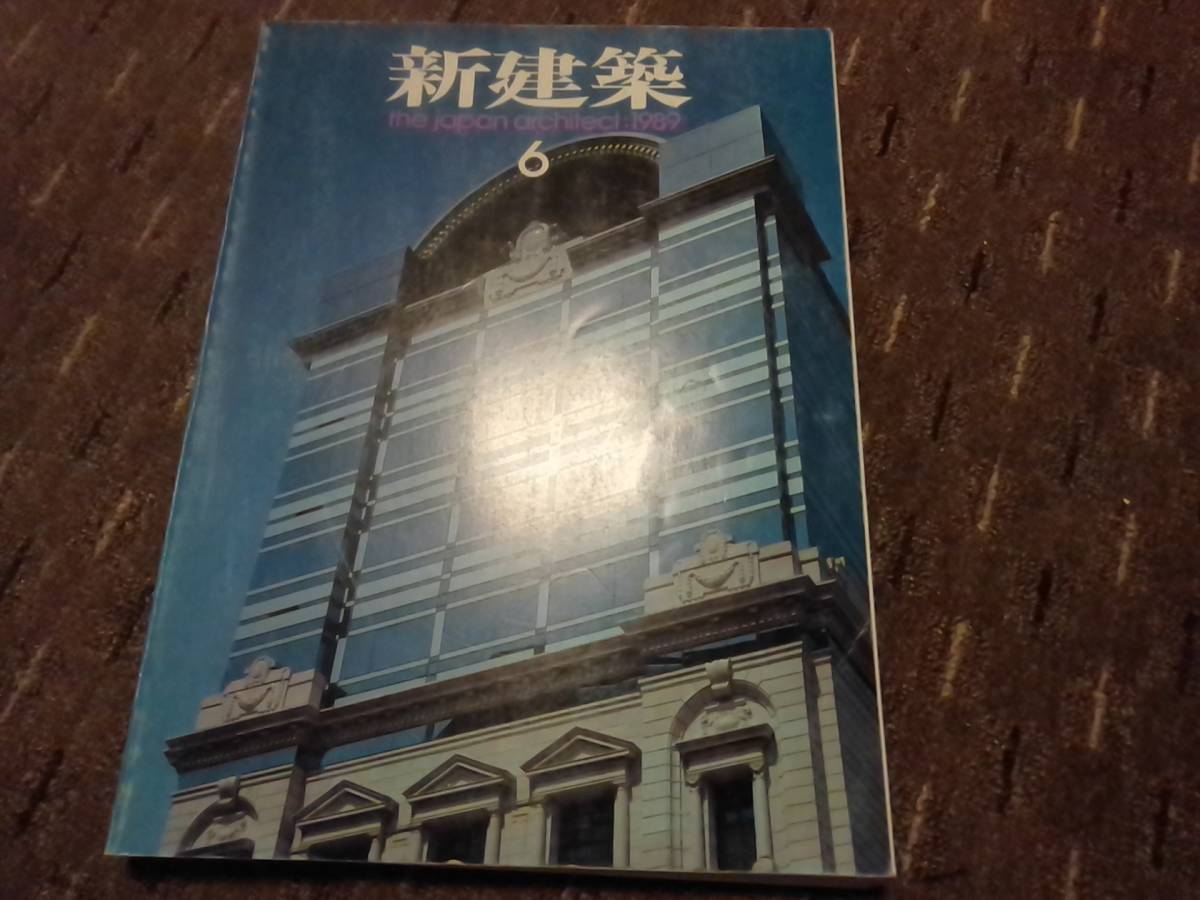 新建築
the japan architect:1989
6